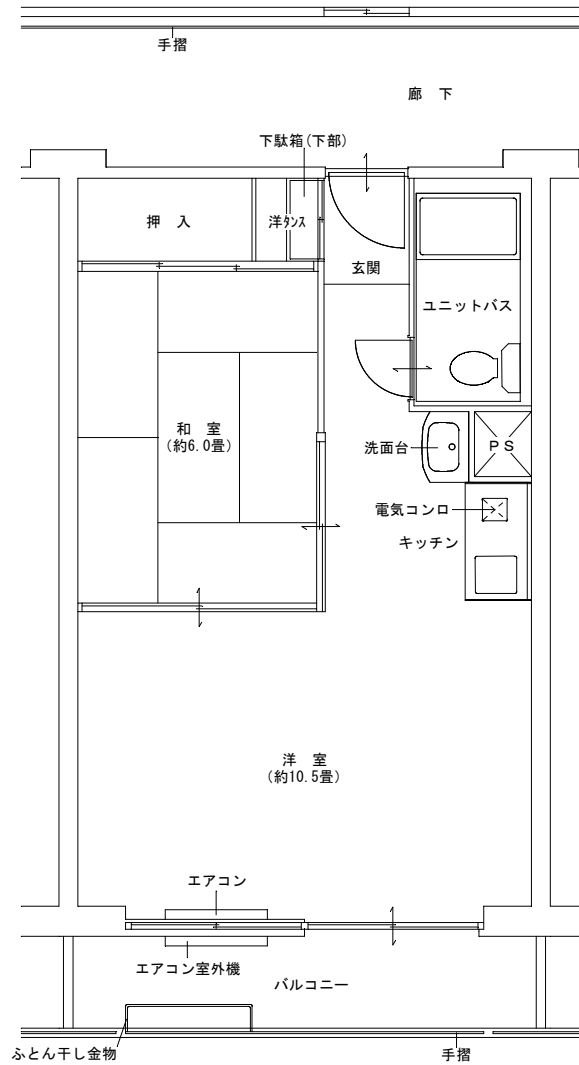 手摺
廊　下
下駄箱(下部)
押　入
洋タンス
玄関
ユニットバス
和　室
(約6.0畳)
洗面台
PS
電気コンロ
キッチン
洋　室
(約10.5畳)
エアコン
エアコン室外機
バルコニー
ふとん干し金物
手摺